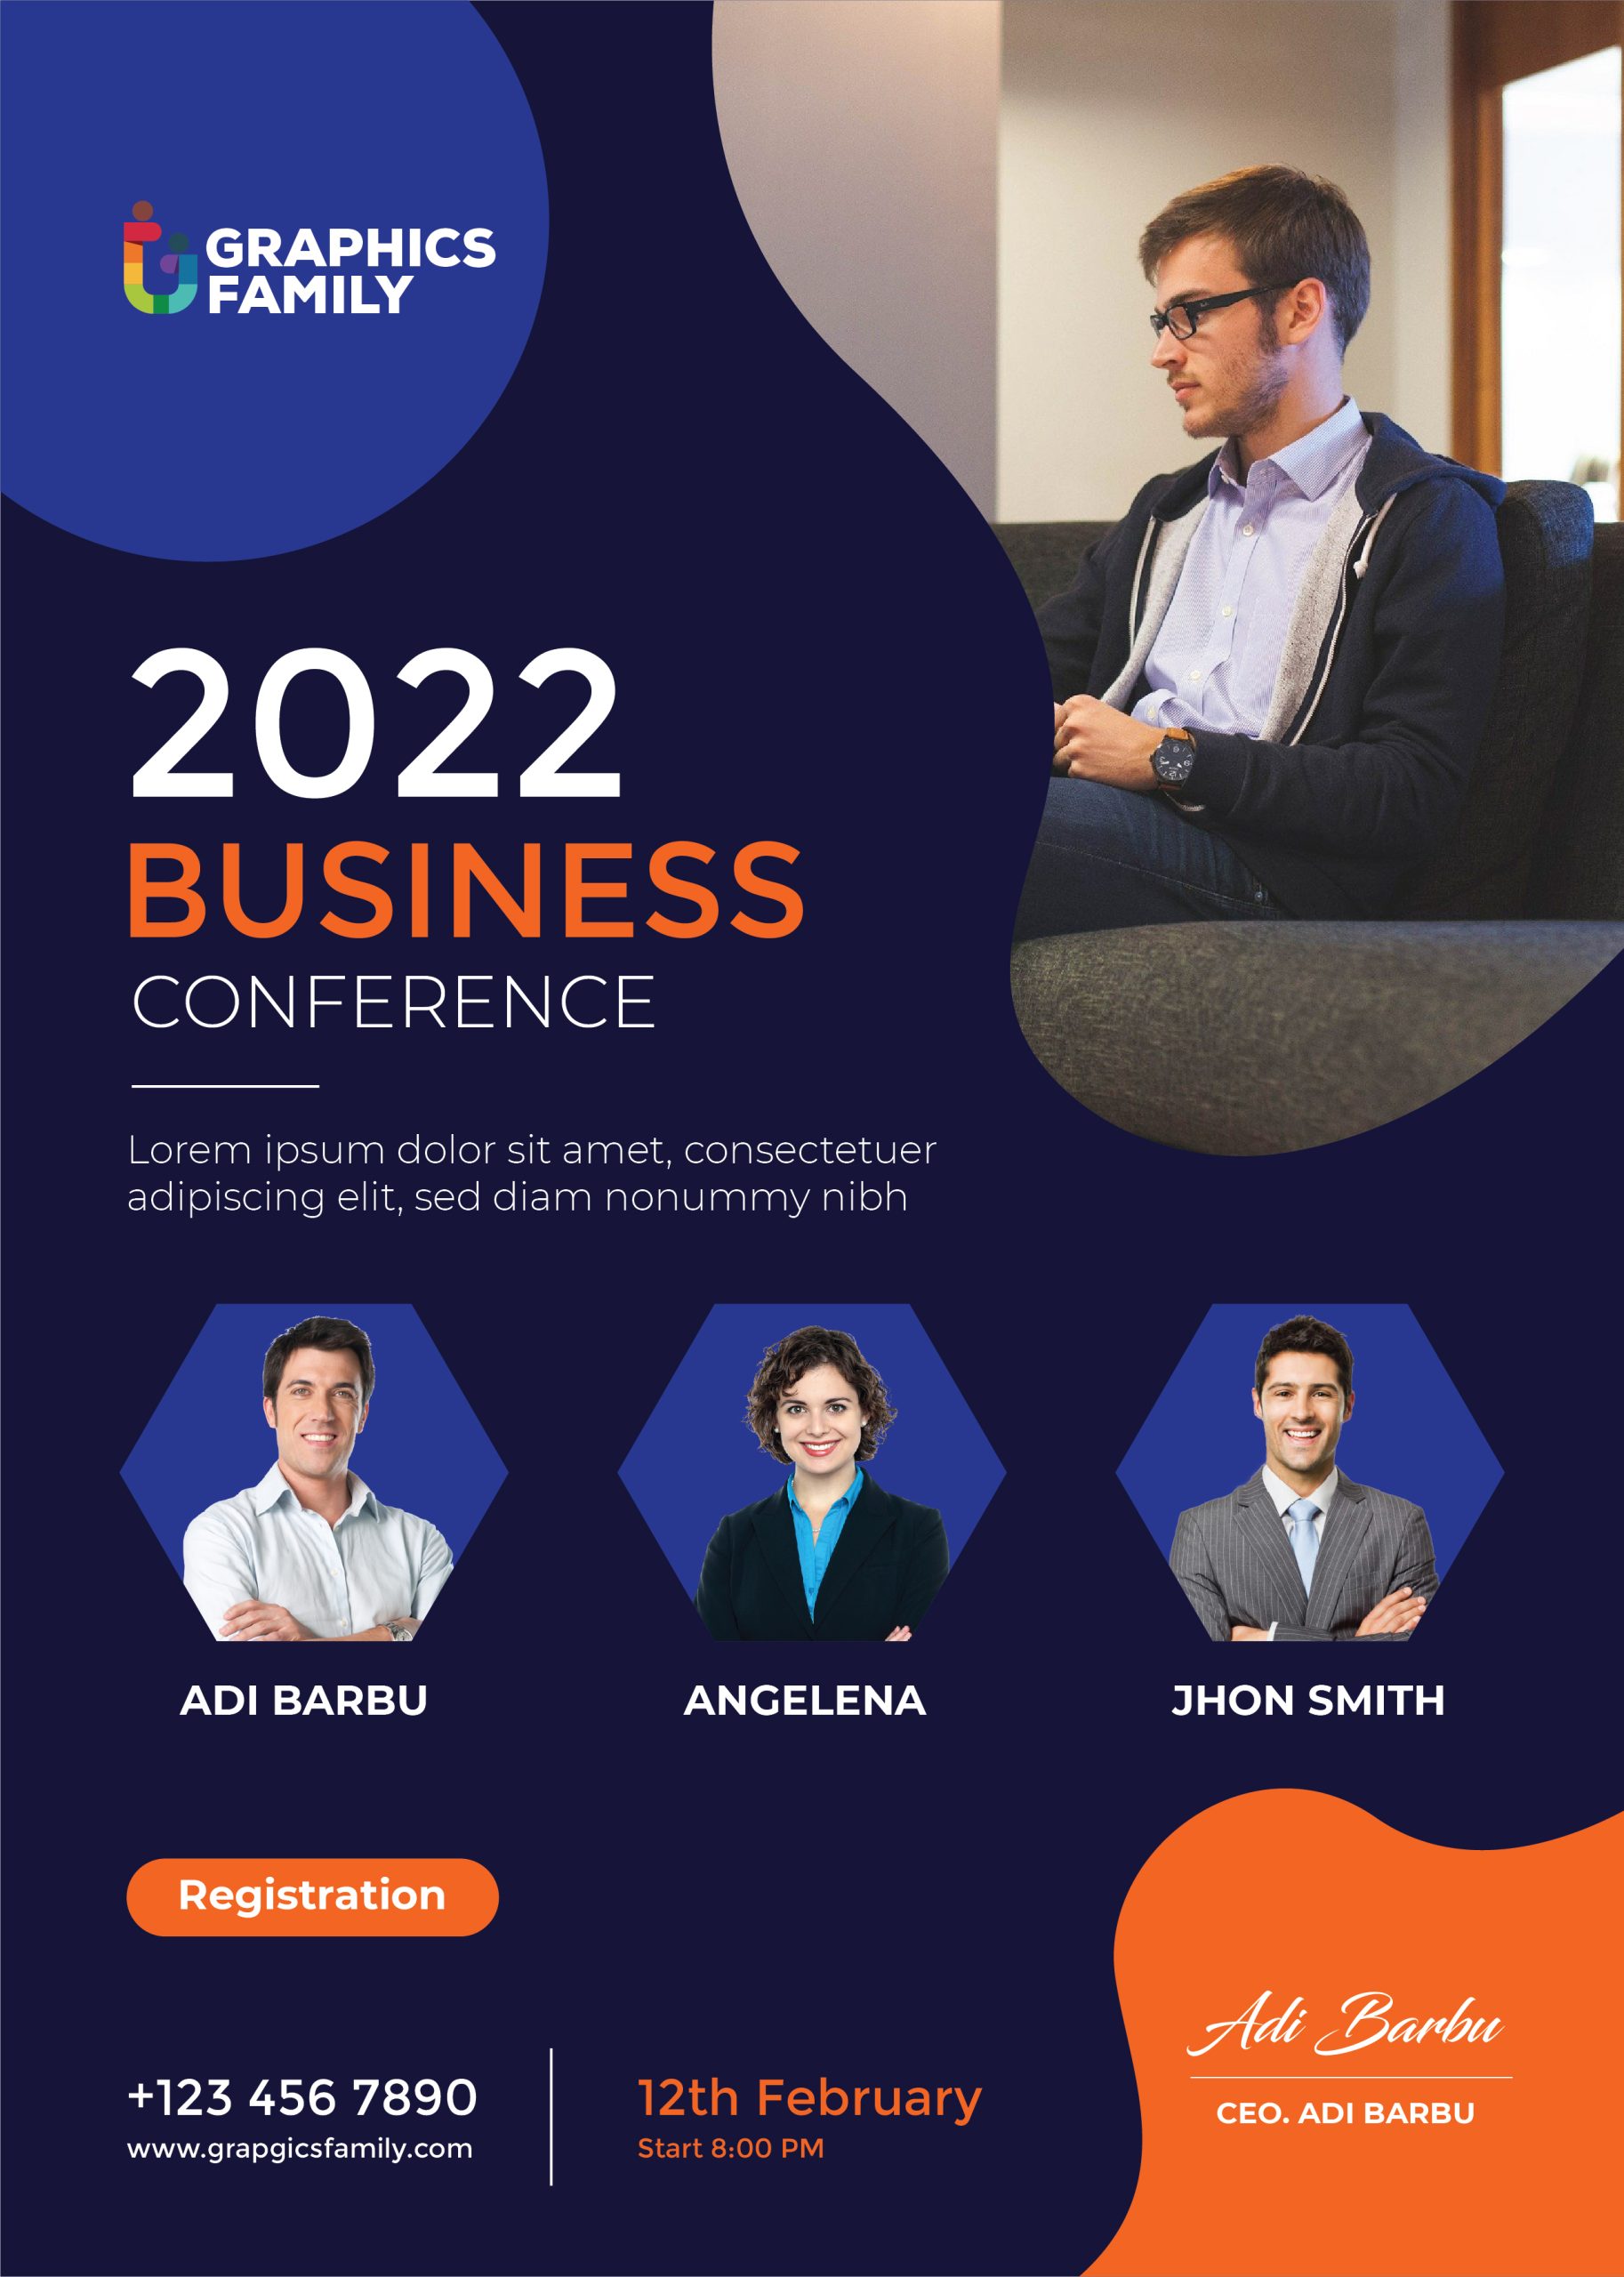 GRAPHICS
FAMILY
2022
BUSINESS
CONFERENCE
Lorem ipsum dolor sit amet, consectetuer
adipiscing elit, sed diam nonummy nibh
ADI BARBU
ANGELENA
JHON SMITH
Registration
+123 456 7890
www.grapgicsfamily.com
12th February
Start 8:00 PM
Adi Barbu
CEO. ADI BARBU